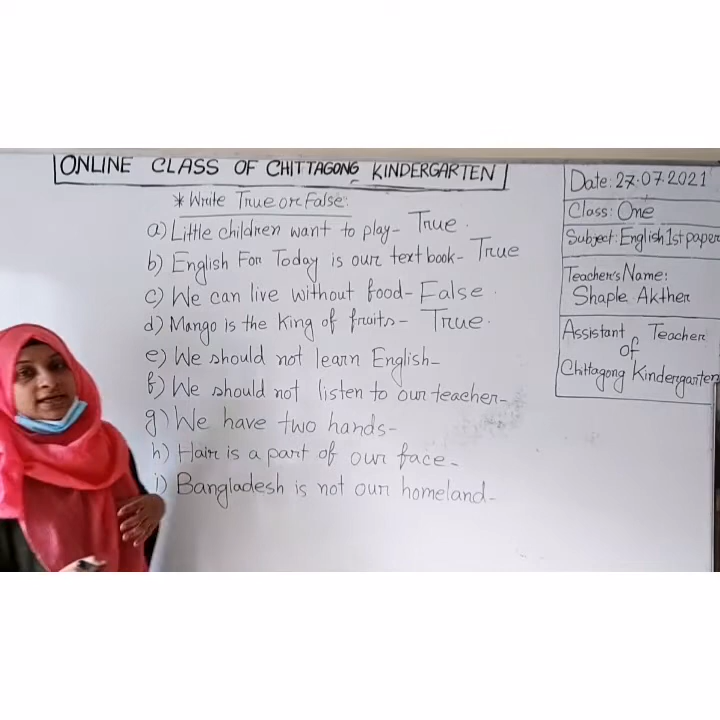 ONLINE CLASS OF CHITTAGONG KINDERGARTEN
* Write True or False:
a) Little children want to play- True.
b) English For Today is our text book- True
c) We can live without food- False.
d) Mango is the King of fruits- True.
e) We should not learn English-
f) We should not listen to our teacher-
g) We have two hands-
h) Hair is a part of our face-
i) Bangladesh is not our homeland-
Date: 27.07.2021
Class: One
Subject: English 1st paper
Teacher's Name:
Shaple Akther
Assistant Teacher
of
Chittagong Kindergarten